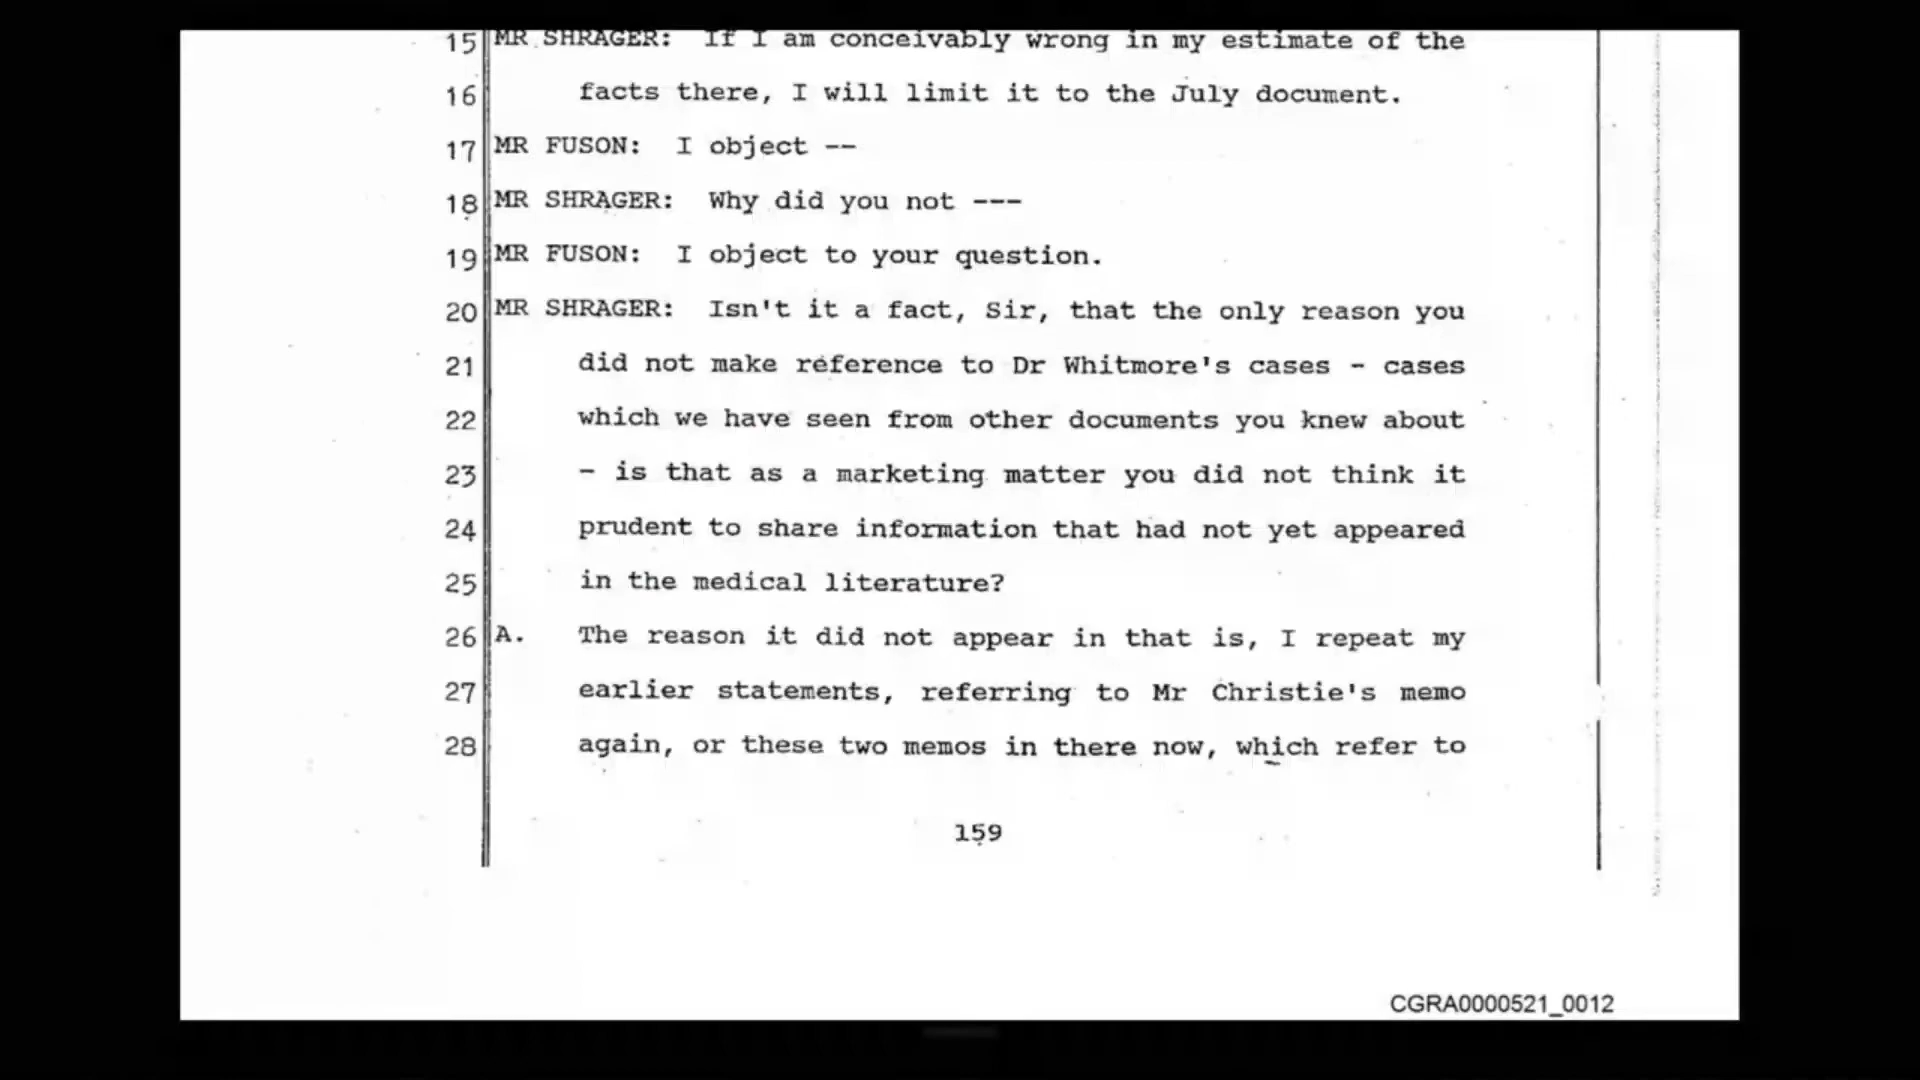 15 MR SHRAGER: If I am conceivably wrong in my estimate of the
16 facts there, I will limit it to the July document.
17 MR FUSON: I object --
18 MR SHRAGER: Why did you not ---
19 MR FUSON: I object to your question.
20 MR SHRAGER: Isn't it a fact, Sir, that the only reason you
21 did not make reference to Dr Whitmore's cases - cases
22 which we have seen from other documents you knew about
23 - is that as a marketing matter you did not think it
24 prudent to share information that had not yet appeared
25 in the medical literature?
26 A. The reason it did not appear in that is, I repeat my
27 earlier statements, referring to Mr Christie's memo
28 again, or these two memos in there now, which refer to
159
CGRA0000521_0012